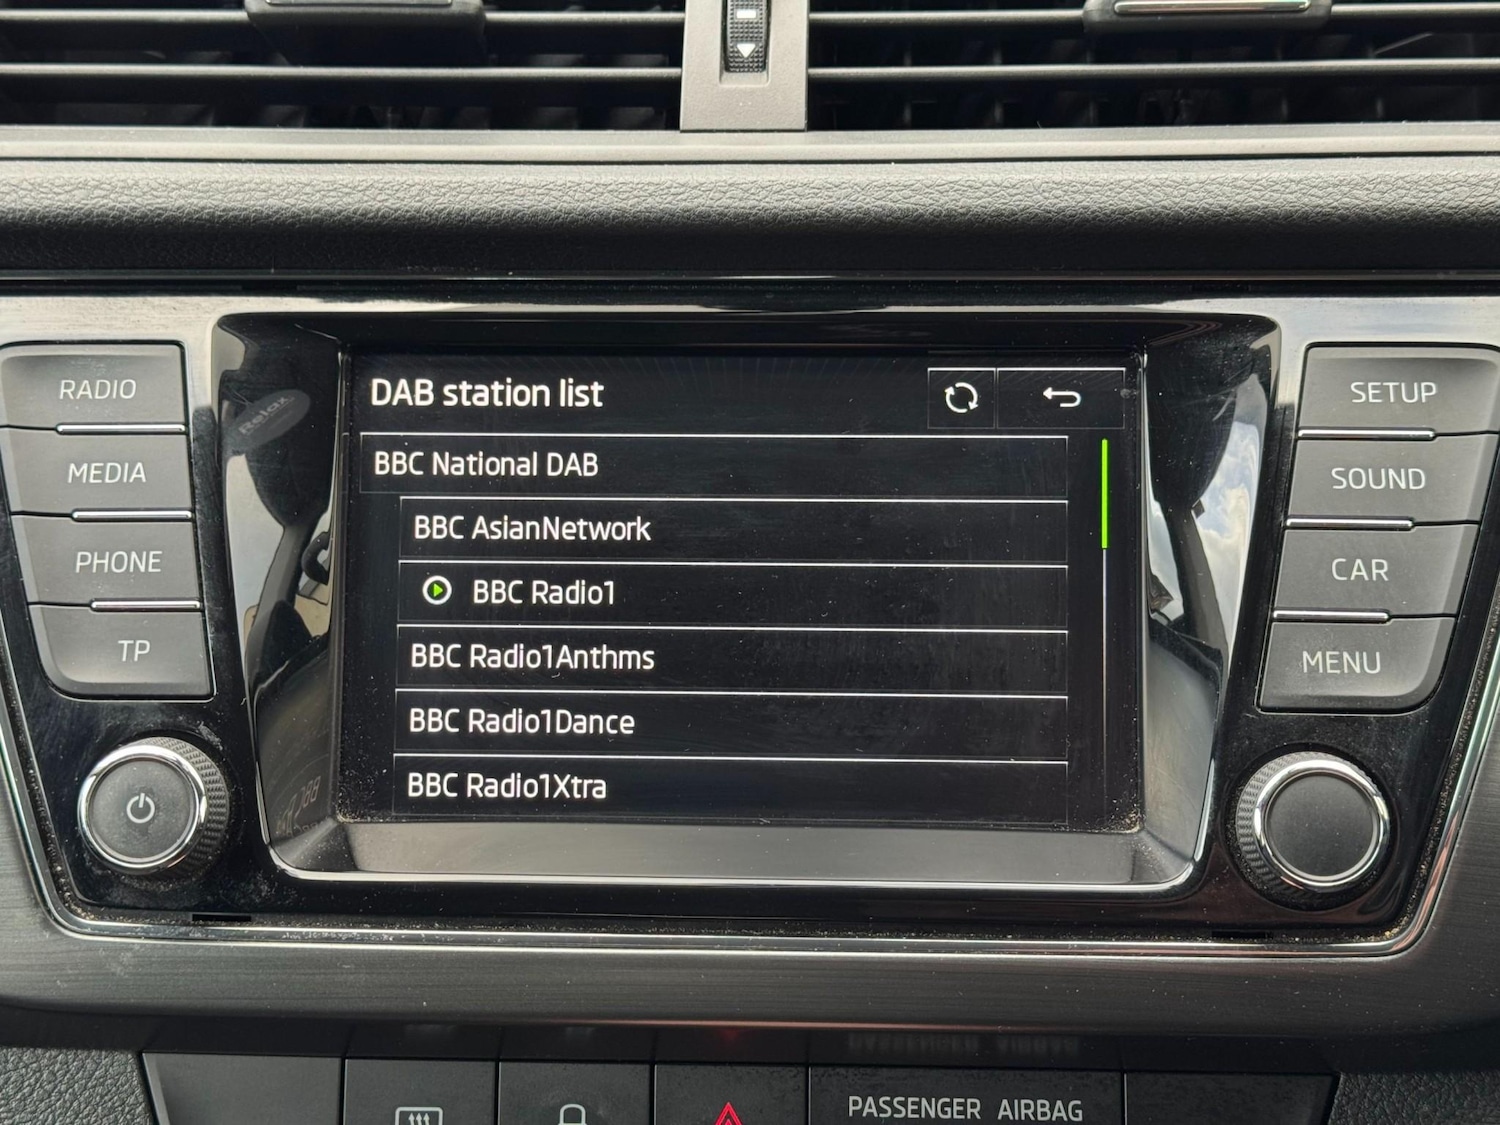 RADIO
MEDIA
PHONE
TP
Relax
DAB station list
BBC National DAB
BBC AsianNetwork
BBC Radio1
BBC Radio1Anthms
BBC Radio1Dance
BBC Radio1Xtra
SETUP
SOUND
CAR
MENU
PASSENGER AIRBAG